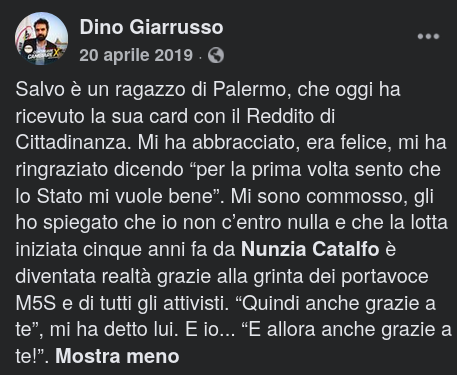 Dino Giarrusso
20 aprile 2019 ·
Salvo è un ragazzo di Palermo, che oggi ha
ricevuto la sua card con il Reddito di
Cittadinanza. Mi ha abbracciato, era felice, mi ha
ringraziato dicendo “per la prima volta sento che
lo Stato mi vuole bene”. Mi sono commosso, gli
ho spiegato che io non c’entro nulla e che la lotta
iniziata cinque anni fa da Nunzia Catalfo è
diventata realtà grazie alla grinta dei portavoce
M5S e di tutti gli attivisti. “Quindi anche grazie a
te”, mi ha detto lui. E io... “E allora anche grazie a
te!”. Mostra meno